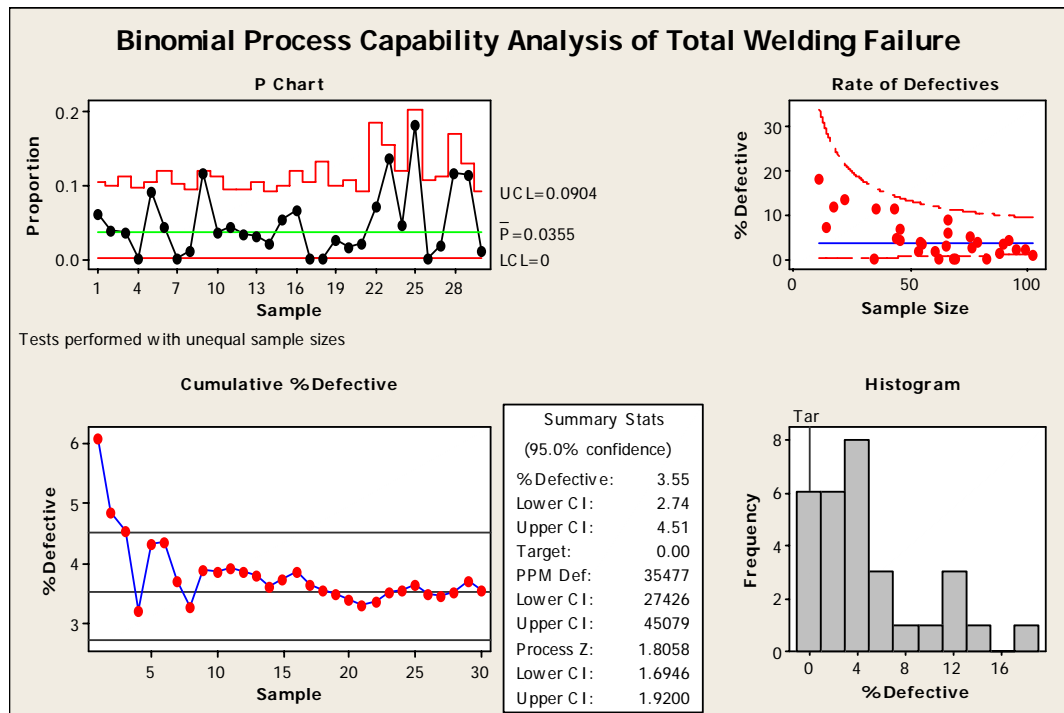 Binomial Process Capability Analysis of Total Welding Failure
P Chart
Proportion
0.2
0.1
0.0
1 4 7 10 13 16 19 22 25 28
Sample
UCL=0.0904
P̄=0.0355
LCL=0
Tests performed with unequal sample sizes
Rate of Defectives
%Defective
30
20
10
0
0 50 100
Sample Size
Cumulative %Defective
%Defective
6
5
4
3
5 10 15 20 25 30
Sample
Summary Stats
(95.0% confidence)
%Defective: 3.55
Lower CI: 2.74
Upper CI: 4.51
Target: 0.00
PPM Def: 35477
Lower CI: 27426
Upper CI: 45079
Process Z: 1.8058
Lower CI: 1.6946
Upper CI: 1.9200
Histogram
Tar
Frequency
8
6
4
2
0
0 4 8 12 16
%Defective